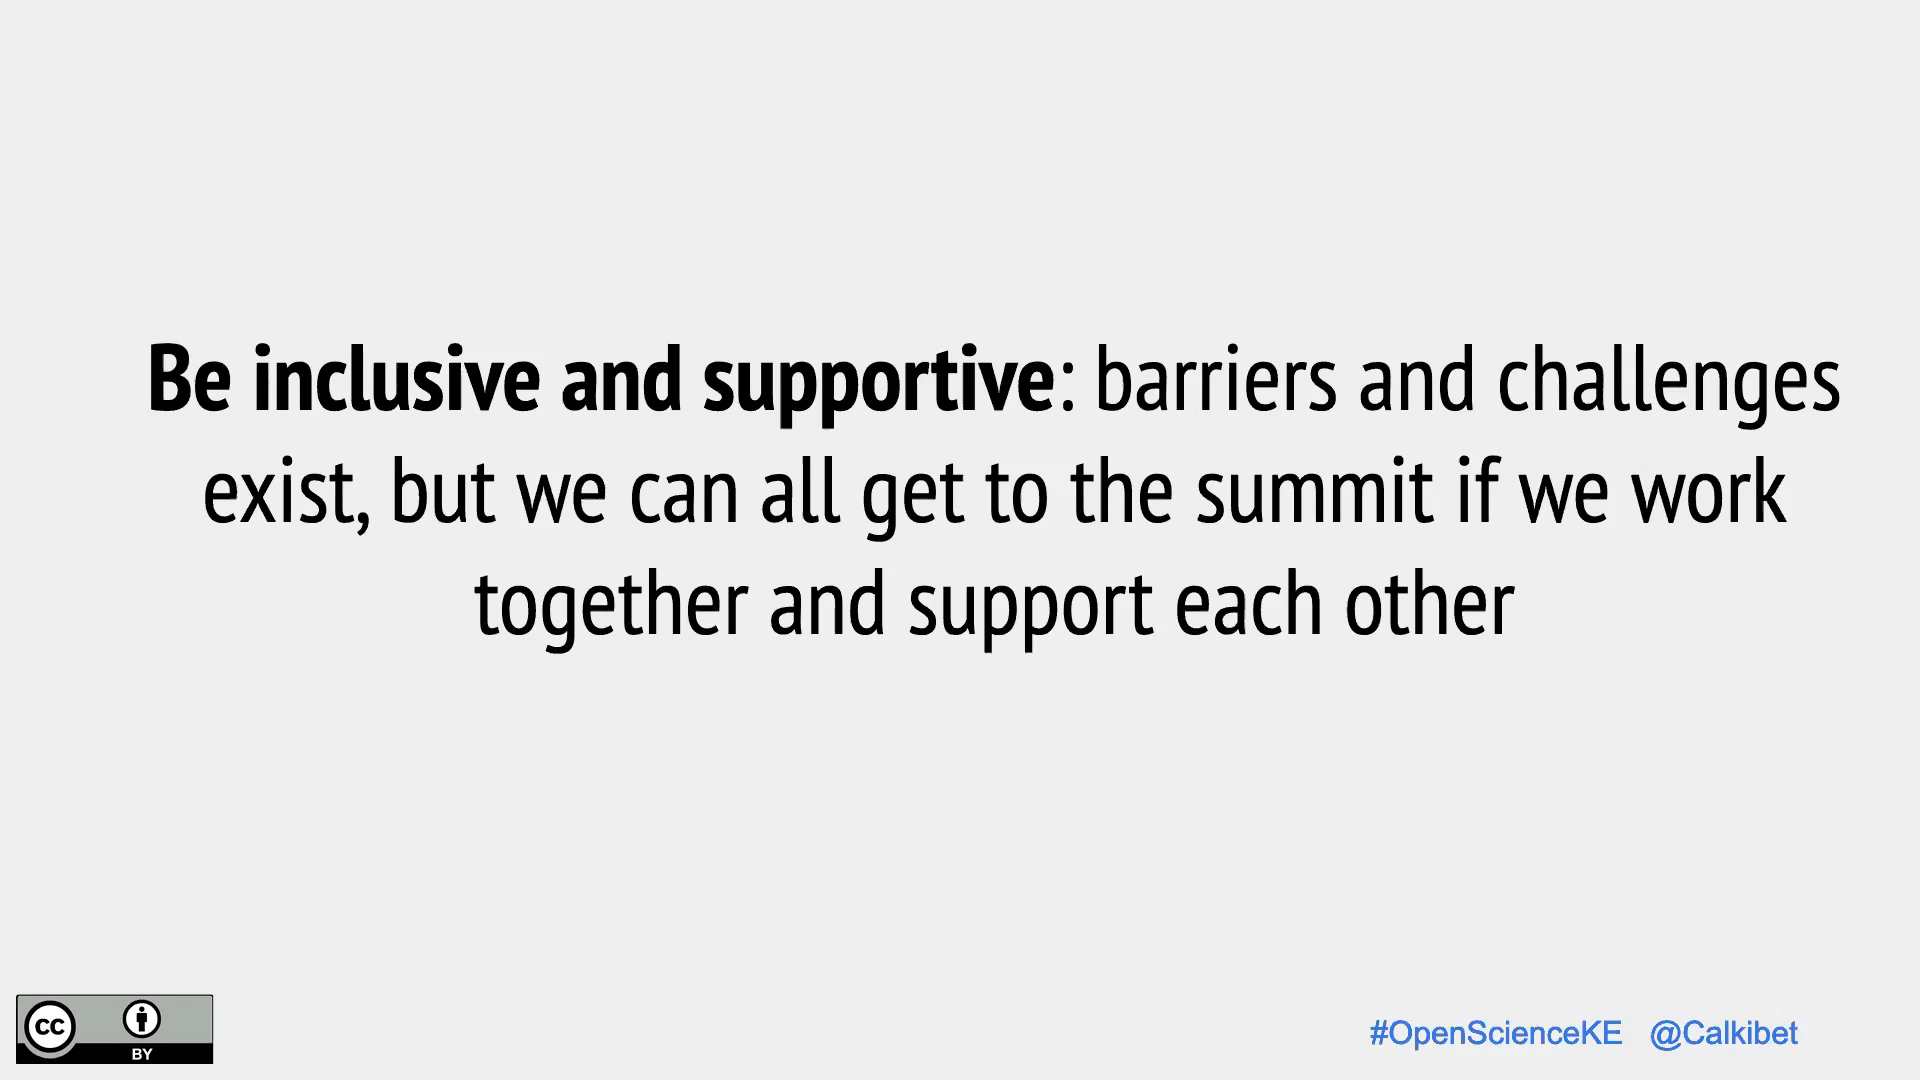 Be inclusive and supportive: barriers and challenges
exist, but we can all get to the summit if we work
together and support each other
CC BY
#OpenScienceKE @Calkibet